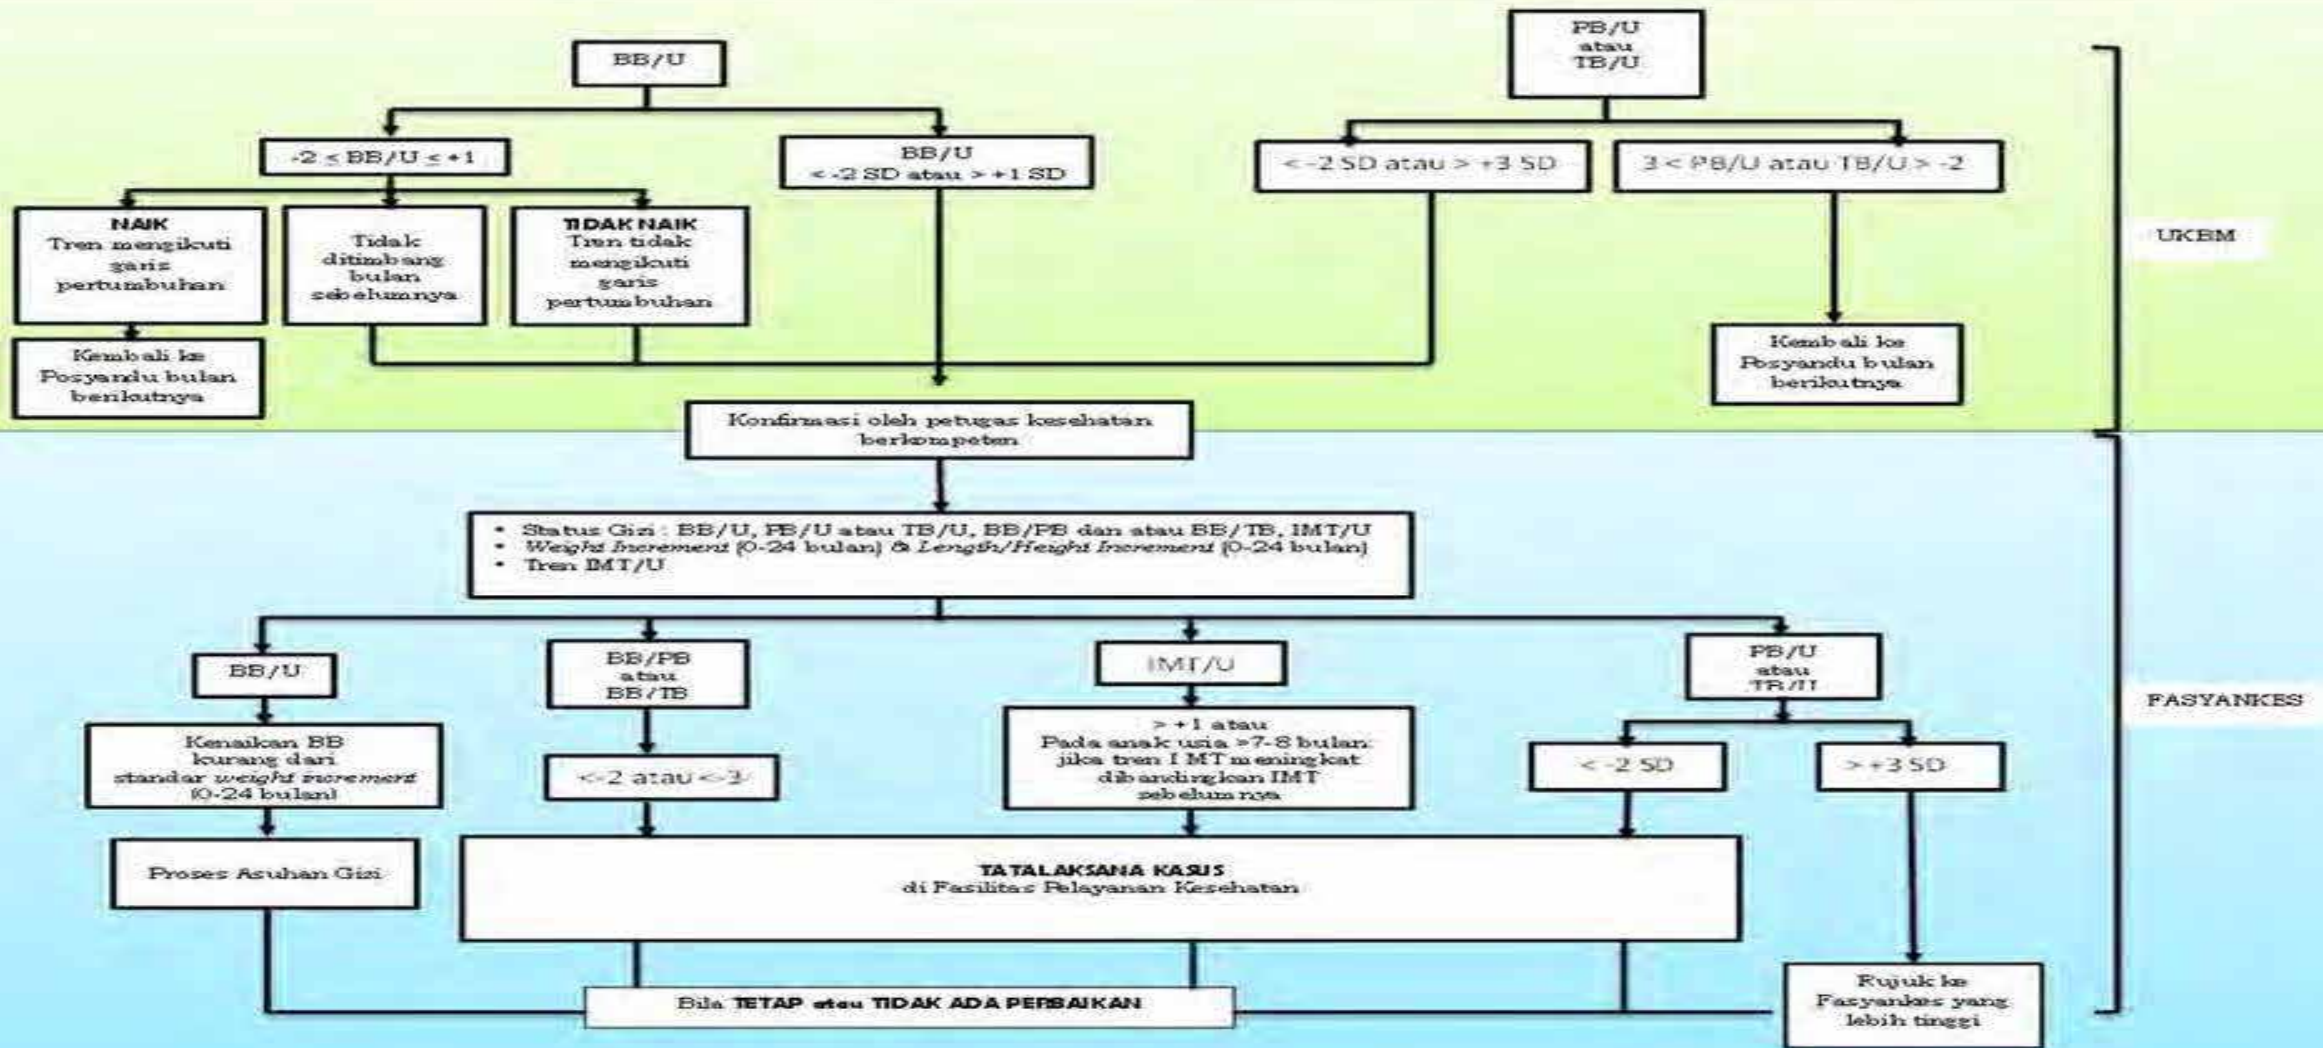 BB/U
PB/U
atau
TB/U
-2 ≤ BB/U ≤ +1
BB/U
< -2 SD atau > +1 SD
< -2 SD atau > +3 SD
3 < PB/U atau TB/U > -2
NAIK
Tren mengikuti
garis
pertumbuhan
Tidak
ditimbang
bulan
sebelumnya
TIDAK NAIK
Tren tidak
mengikuti
garis
pertumbuhan
UKBM
Kembali ke
Posyandu bulan
berikutnya
Kembali ke
Posyandu bulan
berikutnya
Konfirmasi oleh petugas kesehatan
berkompeten
• Status Gizi : BB/U, PB/U atau TB/U, BB/PB dan atau BB/TB, IMT/U
• Weight Increment (0-24 bulan) & Length/Height Increment (0-24 bulan)
• Tren IMT/U
BB/U
BB/PB
atau
BB/TB
IMT/U
PB/U
atau
TB/U
FASYANKES
Kenaikan BB
kurang dari
standar weight increment
(0-24 bulan)
<-2 atau <-3
> +1 atau
Pada anak usia >7-8 bulan:
jika tren IMT meningkat
dibandingkan IMT
sebelumnya
< -2 SD
> +3 SD
Proses Asuhan Gizi
TATALAKSANA KASUS
di Fasilitas Pelayanan Kesehatan
Bila TETAP atau TIDAK ADA PERBAIKAN
Rujuk ke
Fasyankes yang
lebih tinggi